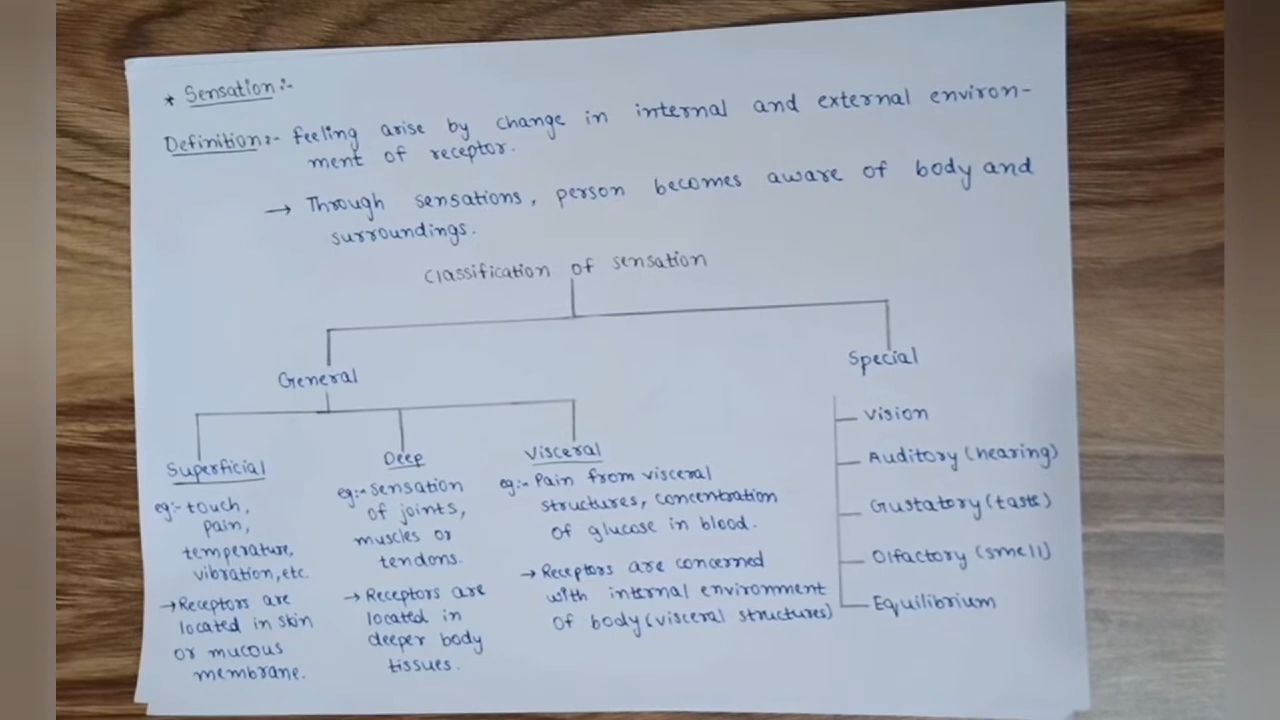 * Sensation :-
Definition:- feeling arise by change in internal and external environ-
ment of receptor.
→ Through sensations, person becomes aware of body and
surroundings.
Classification of sensation
General
Special
Superficial
eg:- touch,
pain,
temperature,
vibration, etc.
→ Receptors are
located in skin
or mucous
membrane.
Deep
eg:- sensation
of joints,
muscles or
tendons.
→ Receptors are
located in
deeper body
tissues.
Visceral
eg:- Pain from visceral
structures, concentration
of glucose in blood.
→ Receptors are concerned
with internal environment
of body (visceral structures)
Vision
Auditory (hearing)
Gustatory (taste)
Olfactory (smell)
Equilibrium